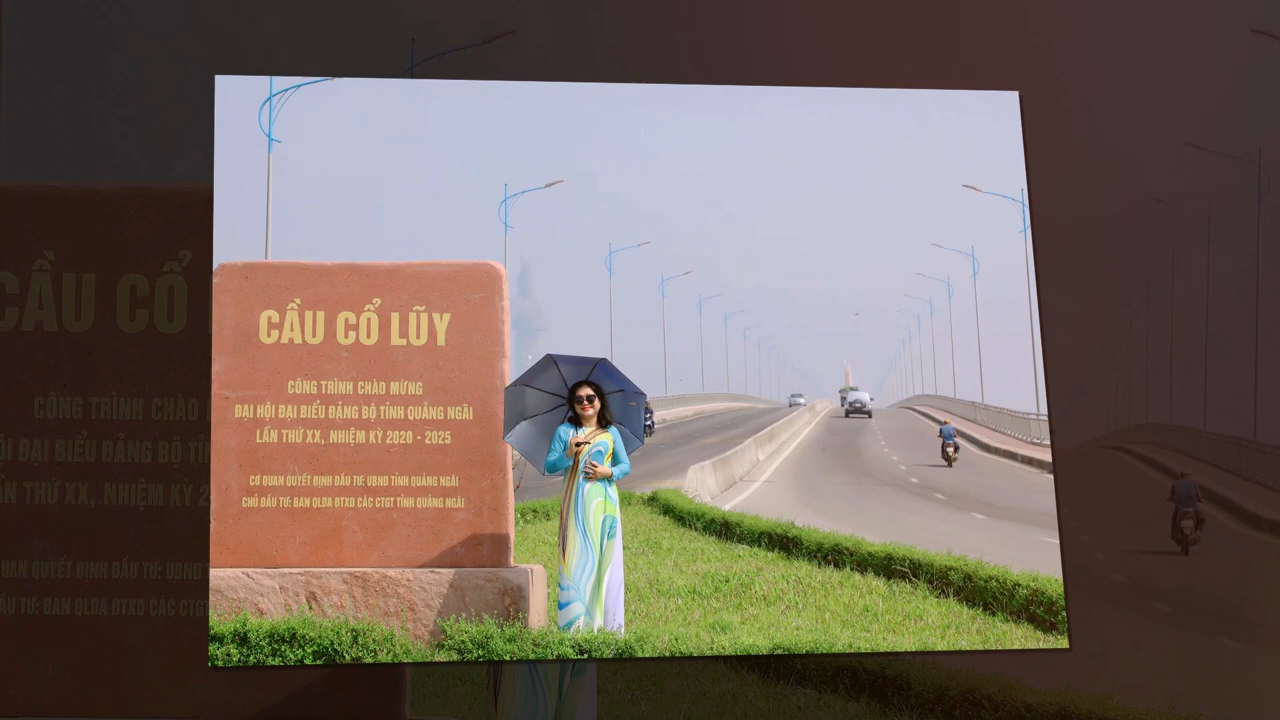 CẦU CỔ LŨY
CÔNG TRÌNH CHÀO MỪNG
ĐẠI HỘI ĐẠI BIỂU ĐẢNG BỘ TỈNH QUẢNG NGÃI
LẦN THỨ XX, NHIỆM KỲ 2020 - 2025
CƠ QUAN QUYẾT ĐỊNH ĐẦU TƯ: UBND TỈNH QUẢNG NGÃI
CHỦ ĐẦU TƯ: BAN QLDA ĐTXD CÁC CTGT TỈNH QUẢNG NGÃI